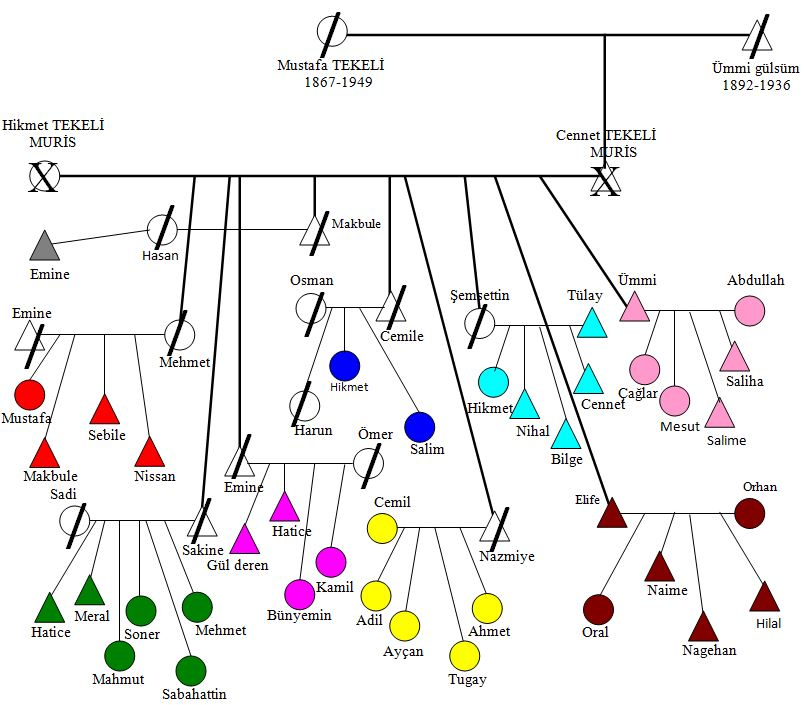 Mustafa TEKELİ
1867-1949
Ümmi gülsüm
1892-1936
Hikmet TEKELİ
MURİS
Cennet TEKELİ
MURİS
X
X
Makbule
Hasan
Emine
Osman
Cemile
Şemsettin
Tülay
Ümmi
Abdullah
Emine
Mehmet
Hikmet
Mustafa
Sebile
Makbule
Nissan
Harun
Salim
Hikmet
Nihal
Bilge
Cennet
Çağlar
Mesut
Saliha
Salime
Sadi
Sakine
Emine
Ömer
Gül deren
Hatice
Bünyemin
Kamil
Cemil
Nazmiye
Elife
Orhan
Hatice
Meral
Mahmut
Soner
Sabahattin
Mehmet
Adil
Ayçan
Tugay
Ahmet
Oral
Naime
Nagehan
Hilal